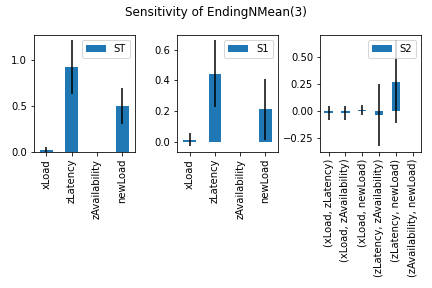 Sensitivity of EndingNMean(3)
ST
1.0
0.5
0.0
xLoad
zLatency
zAvailability
newLoad
S1
0.6
0.4
0.2
0.0
xLoad
zLatency
zAvailability
newLoad
S2
0.50
0.25
0.00
−0.25
(xLoad, zLatency)
(xLoad, zAvailability)
(xLoad, newLoad)
(zLatency, zAvailability)
(zLatency, newLoad)
(zAvailability, newLoad)